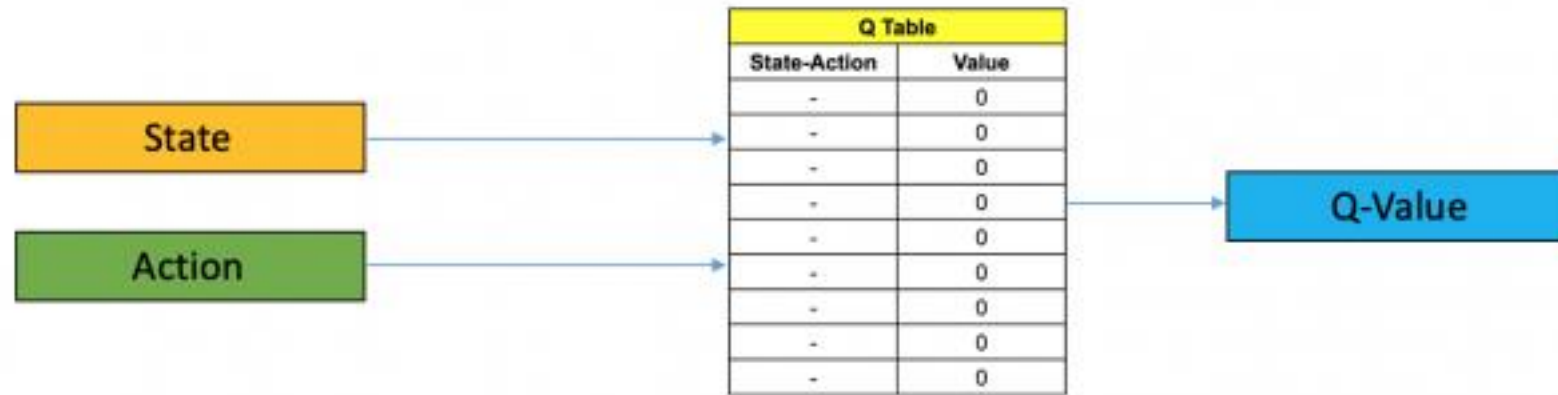 Q Table
State-Action Value
- 0
- 0
- 0
- 0
- 0
- 0
- 0
- 0
- 0
State
Action
Q-Value